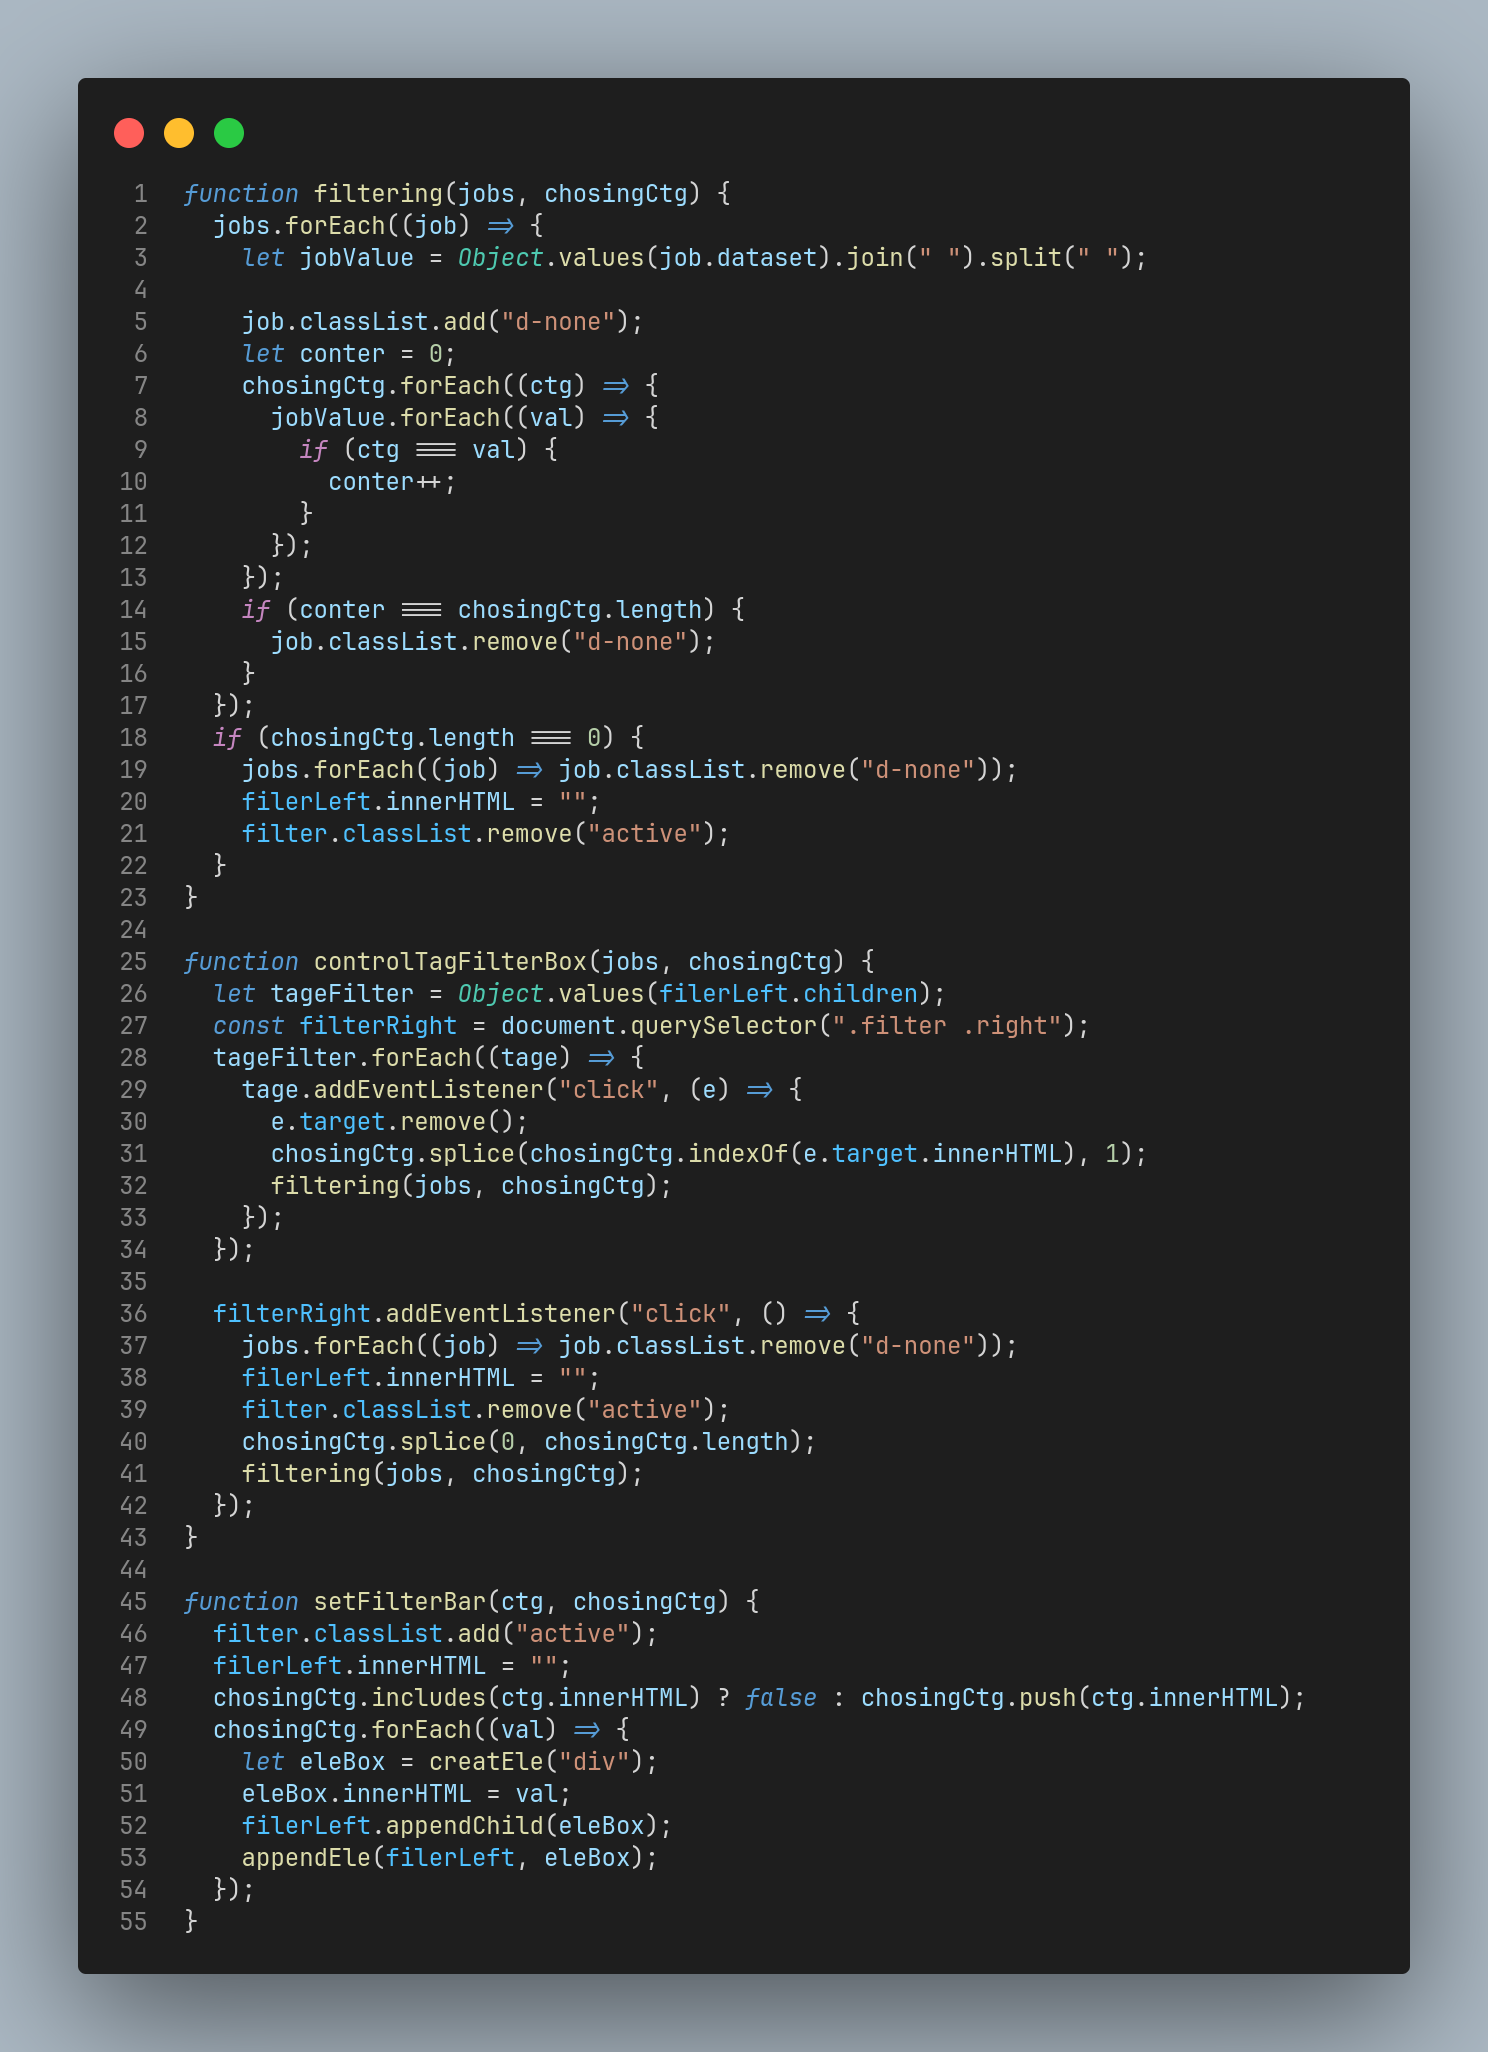 1 function filtering(jobs, chosingCtg) {
2   jobs.forEach((job) => {
3     let jobValue = Object.values(job.dataset).join(" ").split(" ");
4
5     job.classList.add("d-none");
6     let conter = 0;
7     chosingCtg.forEach((ctg) => {
8       jobValue.forEach((val) => {
9         if (ctg === val) {
10           conter++;
11         }
12       });
13     });
14     if (conter === chosingCtg.length) {
15       job.classList.remove("d-none");
16     }
17   });
18   if (chosingCtg.length === 0) {
19     jobs.forEach((job) => job.classList.remove("d-none"));
20     filerLeft.innerHTML = "";
21     filter.classList.remove("active");
22   }
23 }
24
25 function controlTagFilterBox(jobs, chosingCtg) {
26   let tageFilter = Object.values(filerLeft.children);
27   const filterRight = document.querySelector(".filter .right");
28   tageFilter.forEach((tage) => {
29     tage.addEventListener("click", (e) => {
30       e.target.remove();
31       chosingCtg.splice(chosingCtg.indexOf(e.target.innerHTML), 1);
32       filtering(jobs, chosingCtg);
33     });
34   });
35
36   filterRight.addEventListener("click", () => {
37     jobs.forEach((job) => job.classList.remove("d-none"));
38     filerLeft.innerHTML = "";
39     filter.classList.remove("active");
40     chosingCtg.splice(0, chosingCtg.length);
41     filtering(jobs, chosingCtg);
42   });
43 }
44
45 function setFilterBar(ctg, chosingCtg) {
46   filter.classList.add("active");
47   filerLeft.innerHTML = "";
48   chosingCtg.includes(ctg.innerHTML) ? false : chosingCtg.push(ctg.innerHTML);
49   chosingCtg.forEach((val) => {
50     let eleBox = creatEle("div");
51     eleBox.innerHTML = val;
52     filerLeft.appendChild(eleBox);
53     appendEle(filerLeft, eleBox);
54   });
55 }